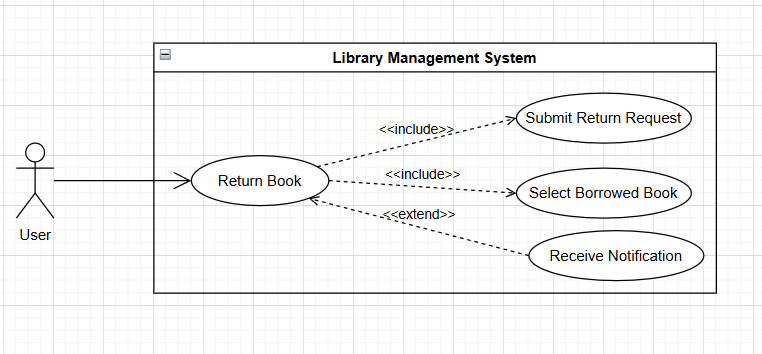 Library Management System
<<include>>
Submit Return Request
<<include>>
Return Book
Select Borrowed Book
<<extend>>
User
Receive Notification